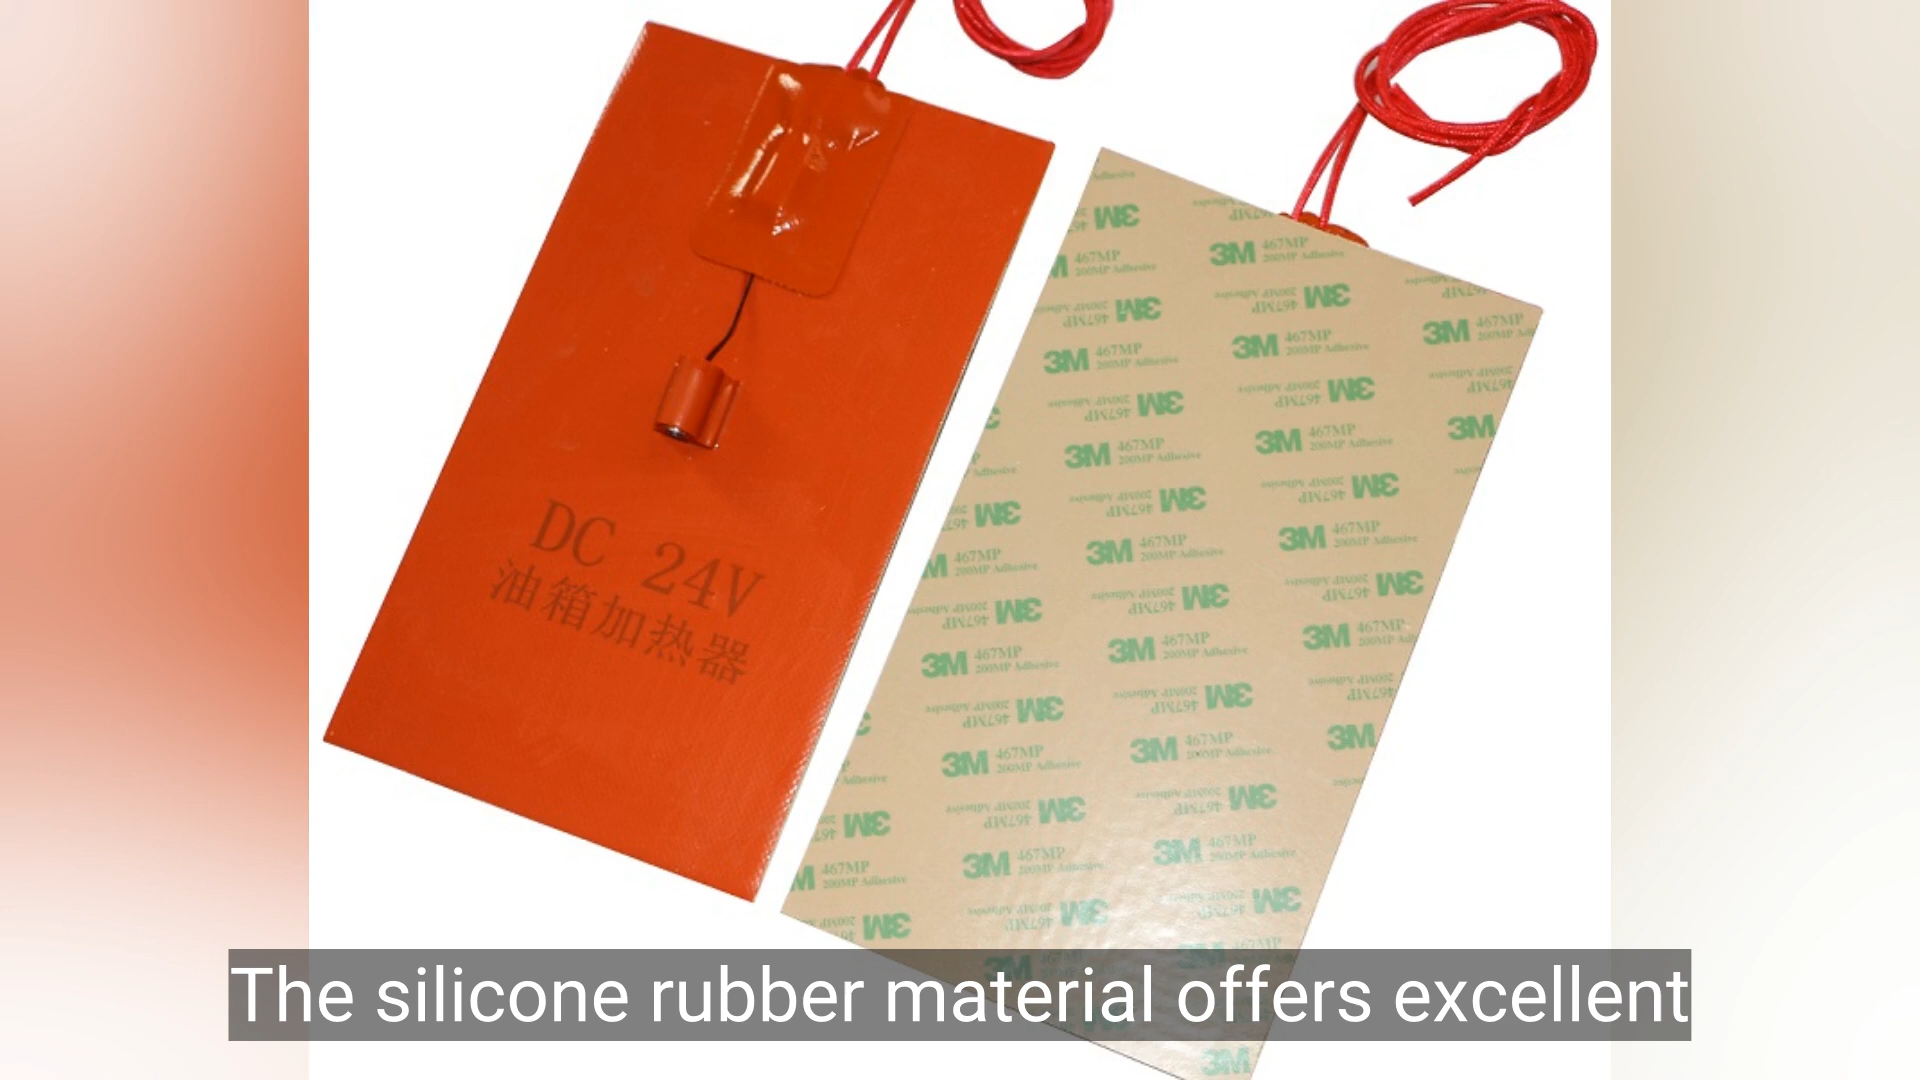 DC 24V
油箱加热器
3M 467MP
200MP Adhesive
The silicone rubber material offers excellent